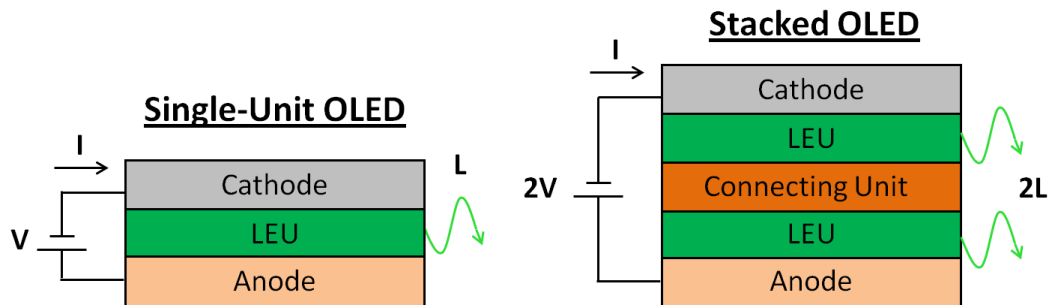 Single-Unit OLED
I
Cathode
L
V
LEU
Anode
Stacked OLED
I
Cathode
LEU
2V
Connecting Unit
2L
LEU
Anode